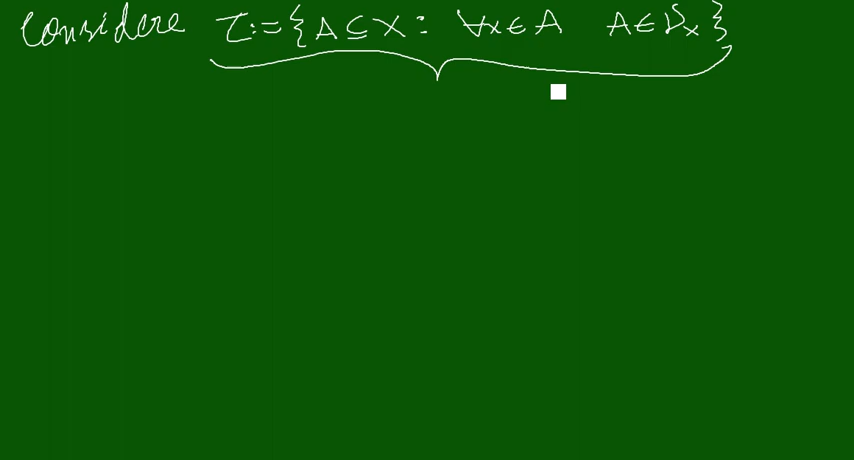 Considere τ := { A ⊆ X : ∀x ∈ A A ∈ 𝒱ₓ }